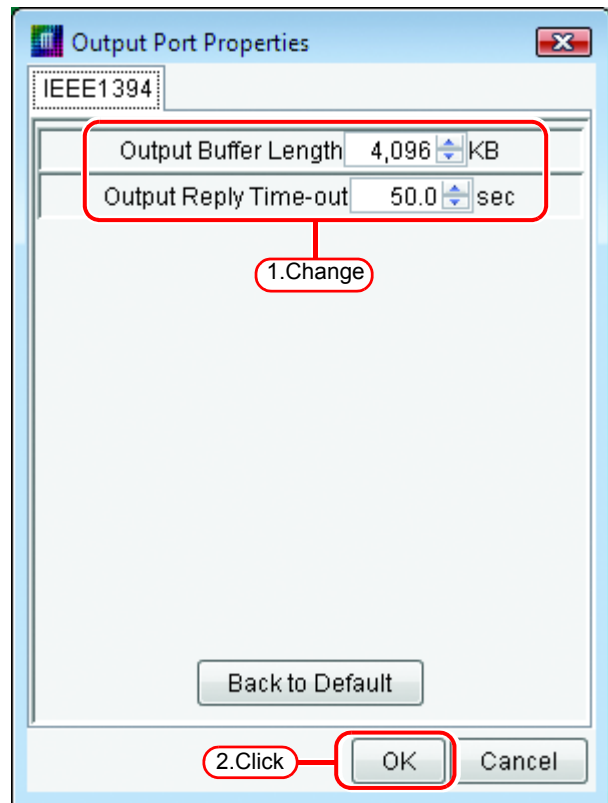 Output Port Properties
IEEE1394
Output Buffer Length 4,096 KB
Output Reply Time-out 50.0 sec
1.Change
Back to Default
2.Click OK Cancel